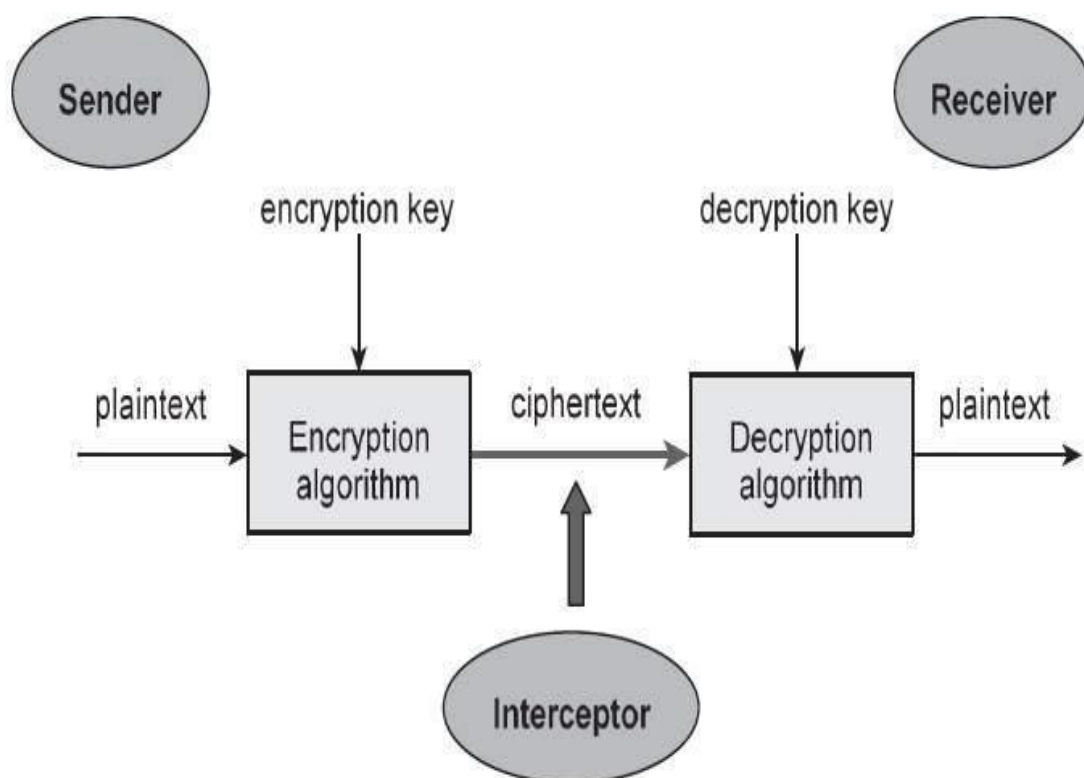 Sender
Receiver
encryption key
decryption key
plaintext
Encryption
algorithm
ciphertext
Decryption
algorithm
plaintext
Interceptor